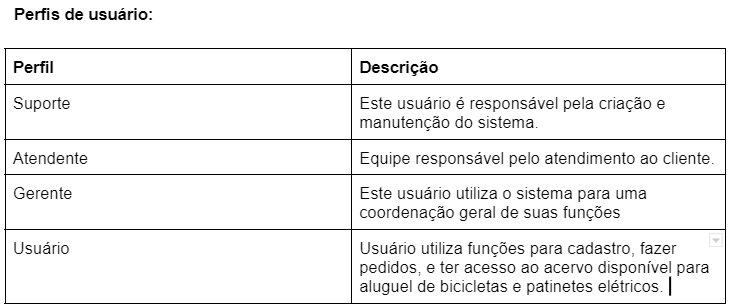 Perfis de usuário:
Perfil
Descrição
Suporte
Este usuário é responsável pela criação e
manutenção do sistema.
Atendente
Equipe responsável pelo atendimento ao cliente.
Gerente
Este usuário utiliza o sistema para uma
coordenação geral de suas funções
Usuário
Usuário utiliza funções para cadastro, fazer
pedidos, e ter acesso ao acervo disponível para
aluguel de bicicletas e patinetes elétricos.